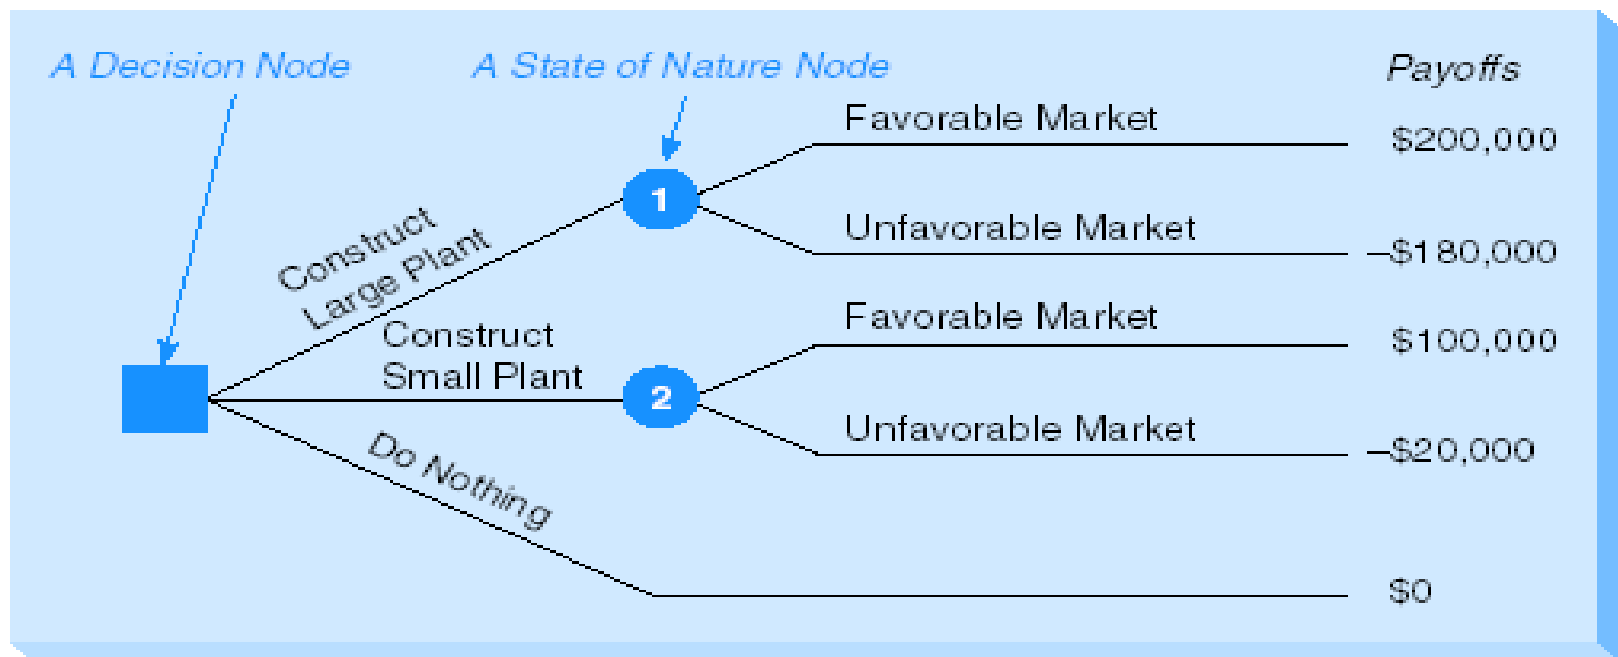 A Decision Node
A State of Nature Node
Payoffs
Favorable Market
$200,000
1
Unfavorable Market
–$180,000
Construct
Large Plant
Favorable Market
$100,000
Construct
Small Plant
2
Unfavorable Market
–$20,000
Do Nothing
$0